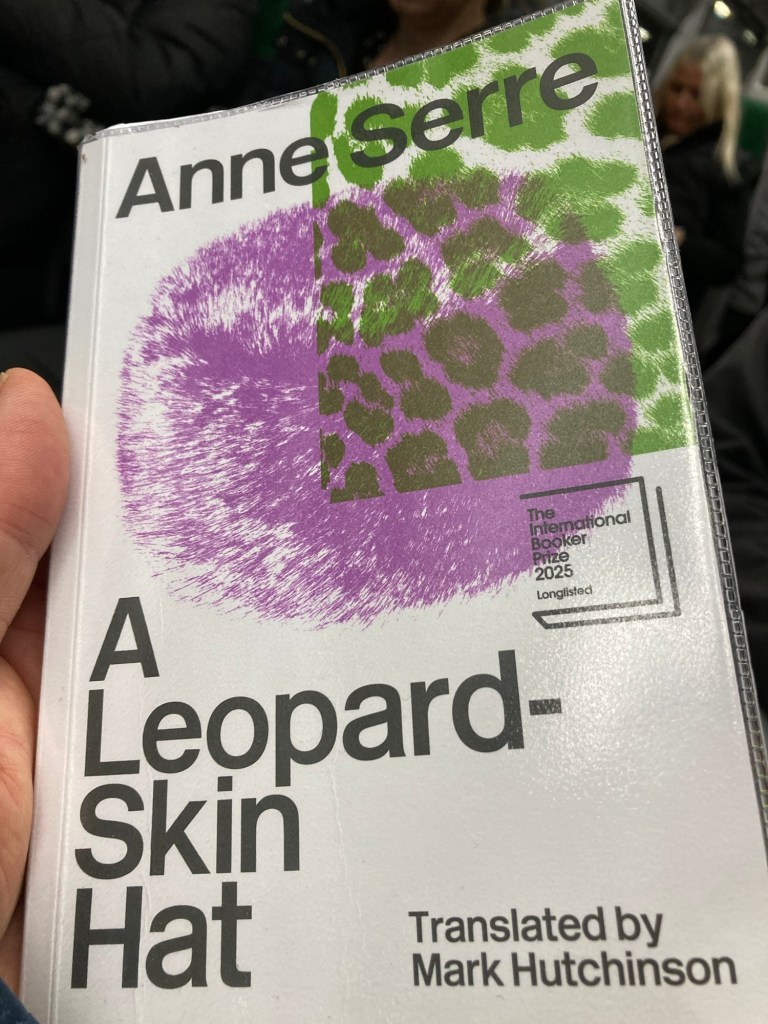 Anne Serre
The
International
Booker
Prize
2025
Longlisted
A
Leopard-
Skin
Hat
Translated by
Mark Hutchinson